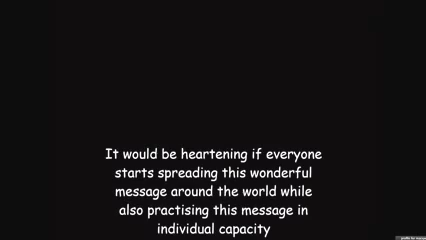 It would be heartening if everyone
starts spreading this wonderful
message around the world while
also practising this message in
individual capacity